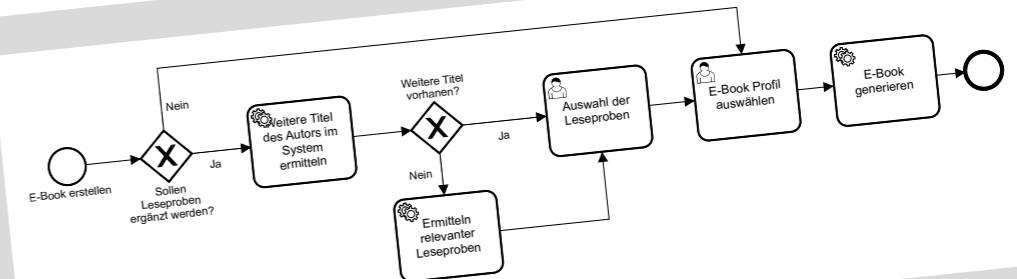 E-Book erstellen
Sollen
Leseproben
ergänzt werden?
Nein
Ja
Weitere Titel
des Autors im
System
ermitteln
Weitere Titel
vorhanen?
Nein
Ja
Ermitteln
relevanter
Leseproben
Auswahl der
Leseproben
E-Book Profil
auswählen
E-Book
generieren